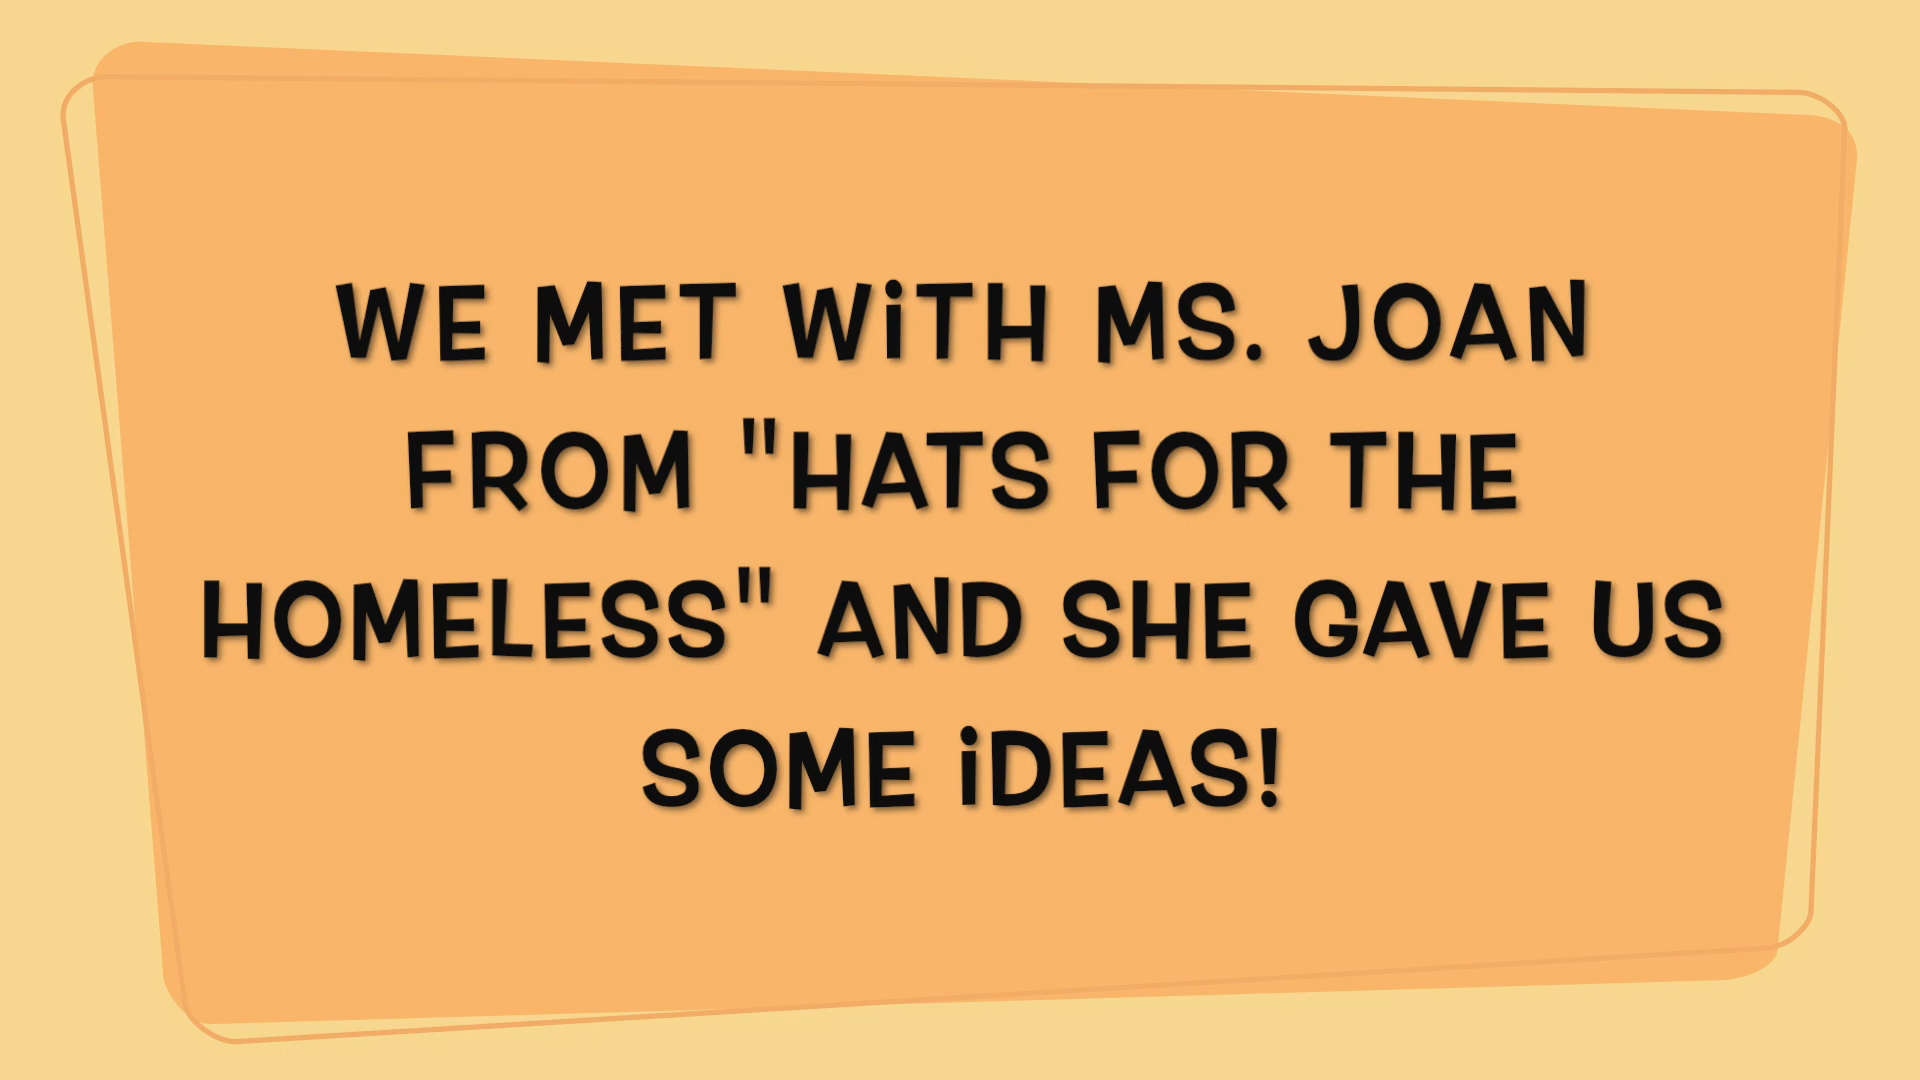 WE MET WiTH MS. JOAN
FROM "HATS FOR THE
HOMELESS" AND SHE GAVE US
SOME iDEAS!